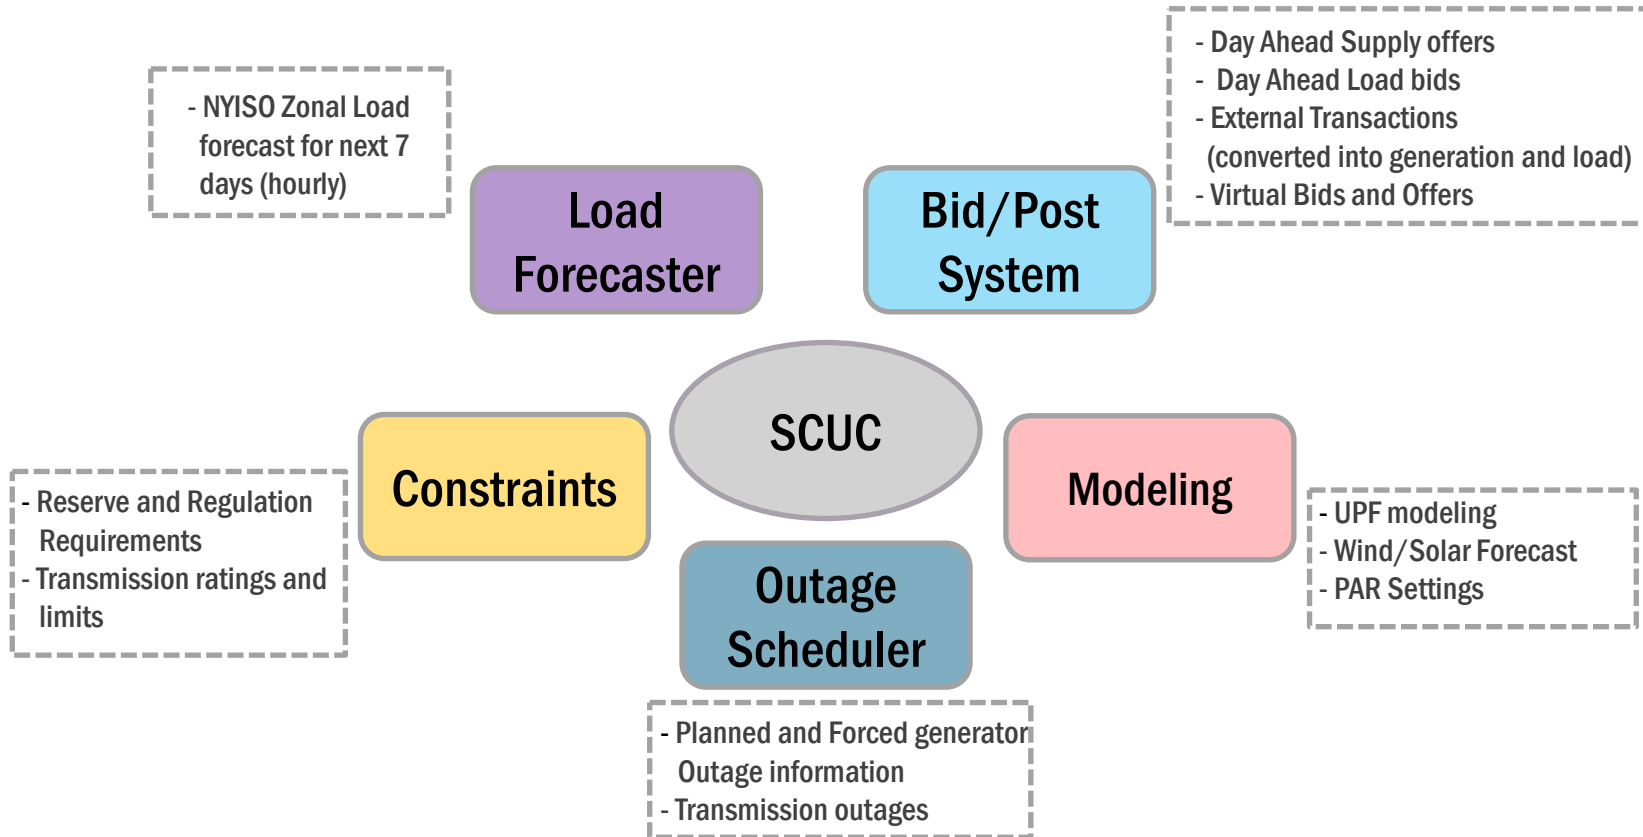 - NYISO Zonal Load
forecast for next 7
days (hourly)
Load
Forecaster
Bid/Post
System
- Day Ahead Supply offers
- Day Ahead Load bids
- External Transactions
(converted into generation and load)
- Virtual Bids and Offers
SCUC
Constraints
- Reserve and Regulation
Requirements
- Transmission ratings and
limits
Modeling
- UPF modeling
- Wind/Solar Forecast
- PAR Settings
Outage
Scheduler
- Planned and Forced generator
Outage information
- Transmission outages